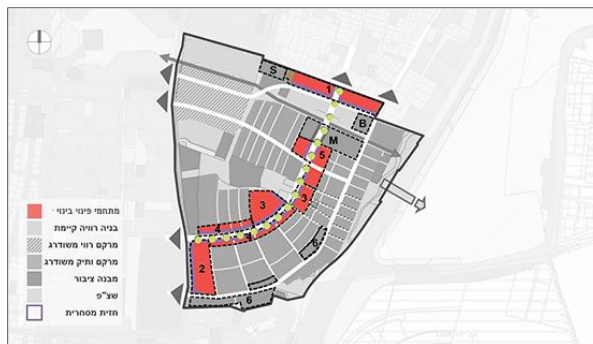 S
1
B
M
5
3
3
4
4
2
6
6
מתחמי פינוי בינוי
בניה רוויה קיימת
מרקם רווי משודרג
מרקם ותיק משודרג
מבנה ציבור
שצ"פ
חזית מסחרית